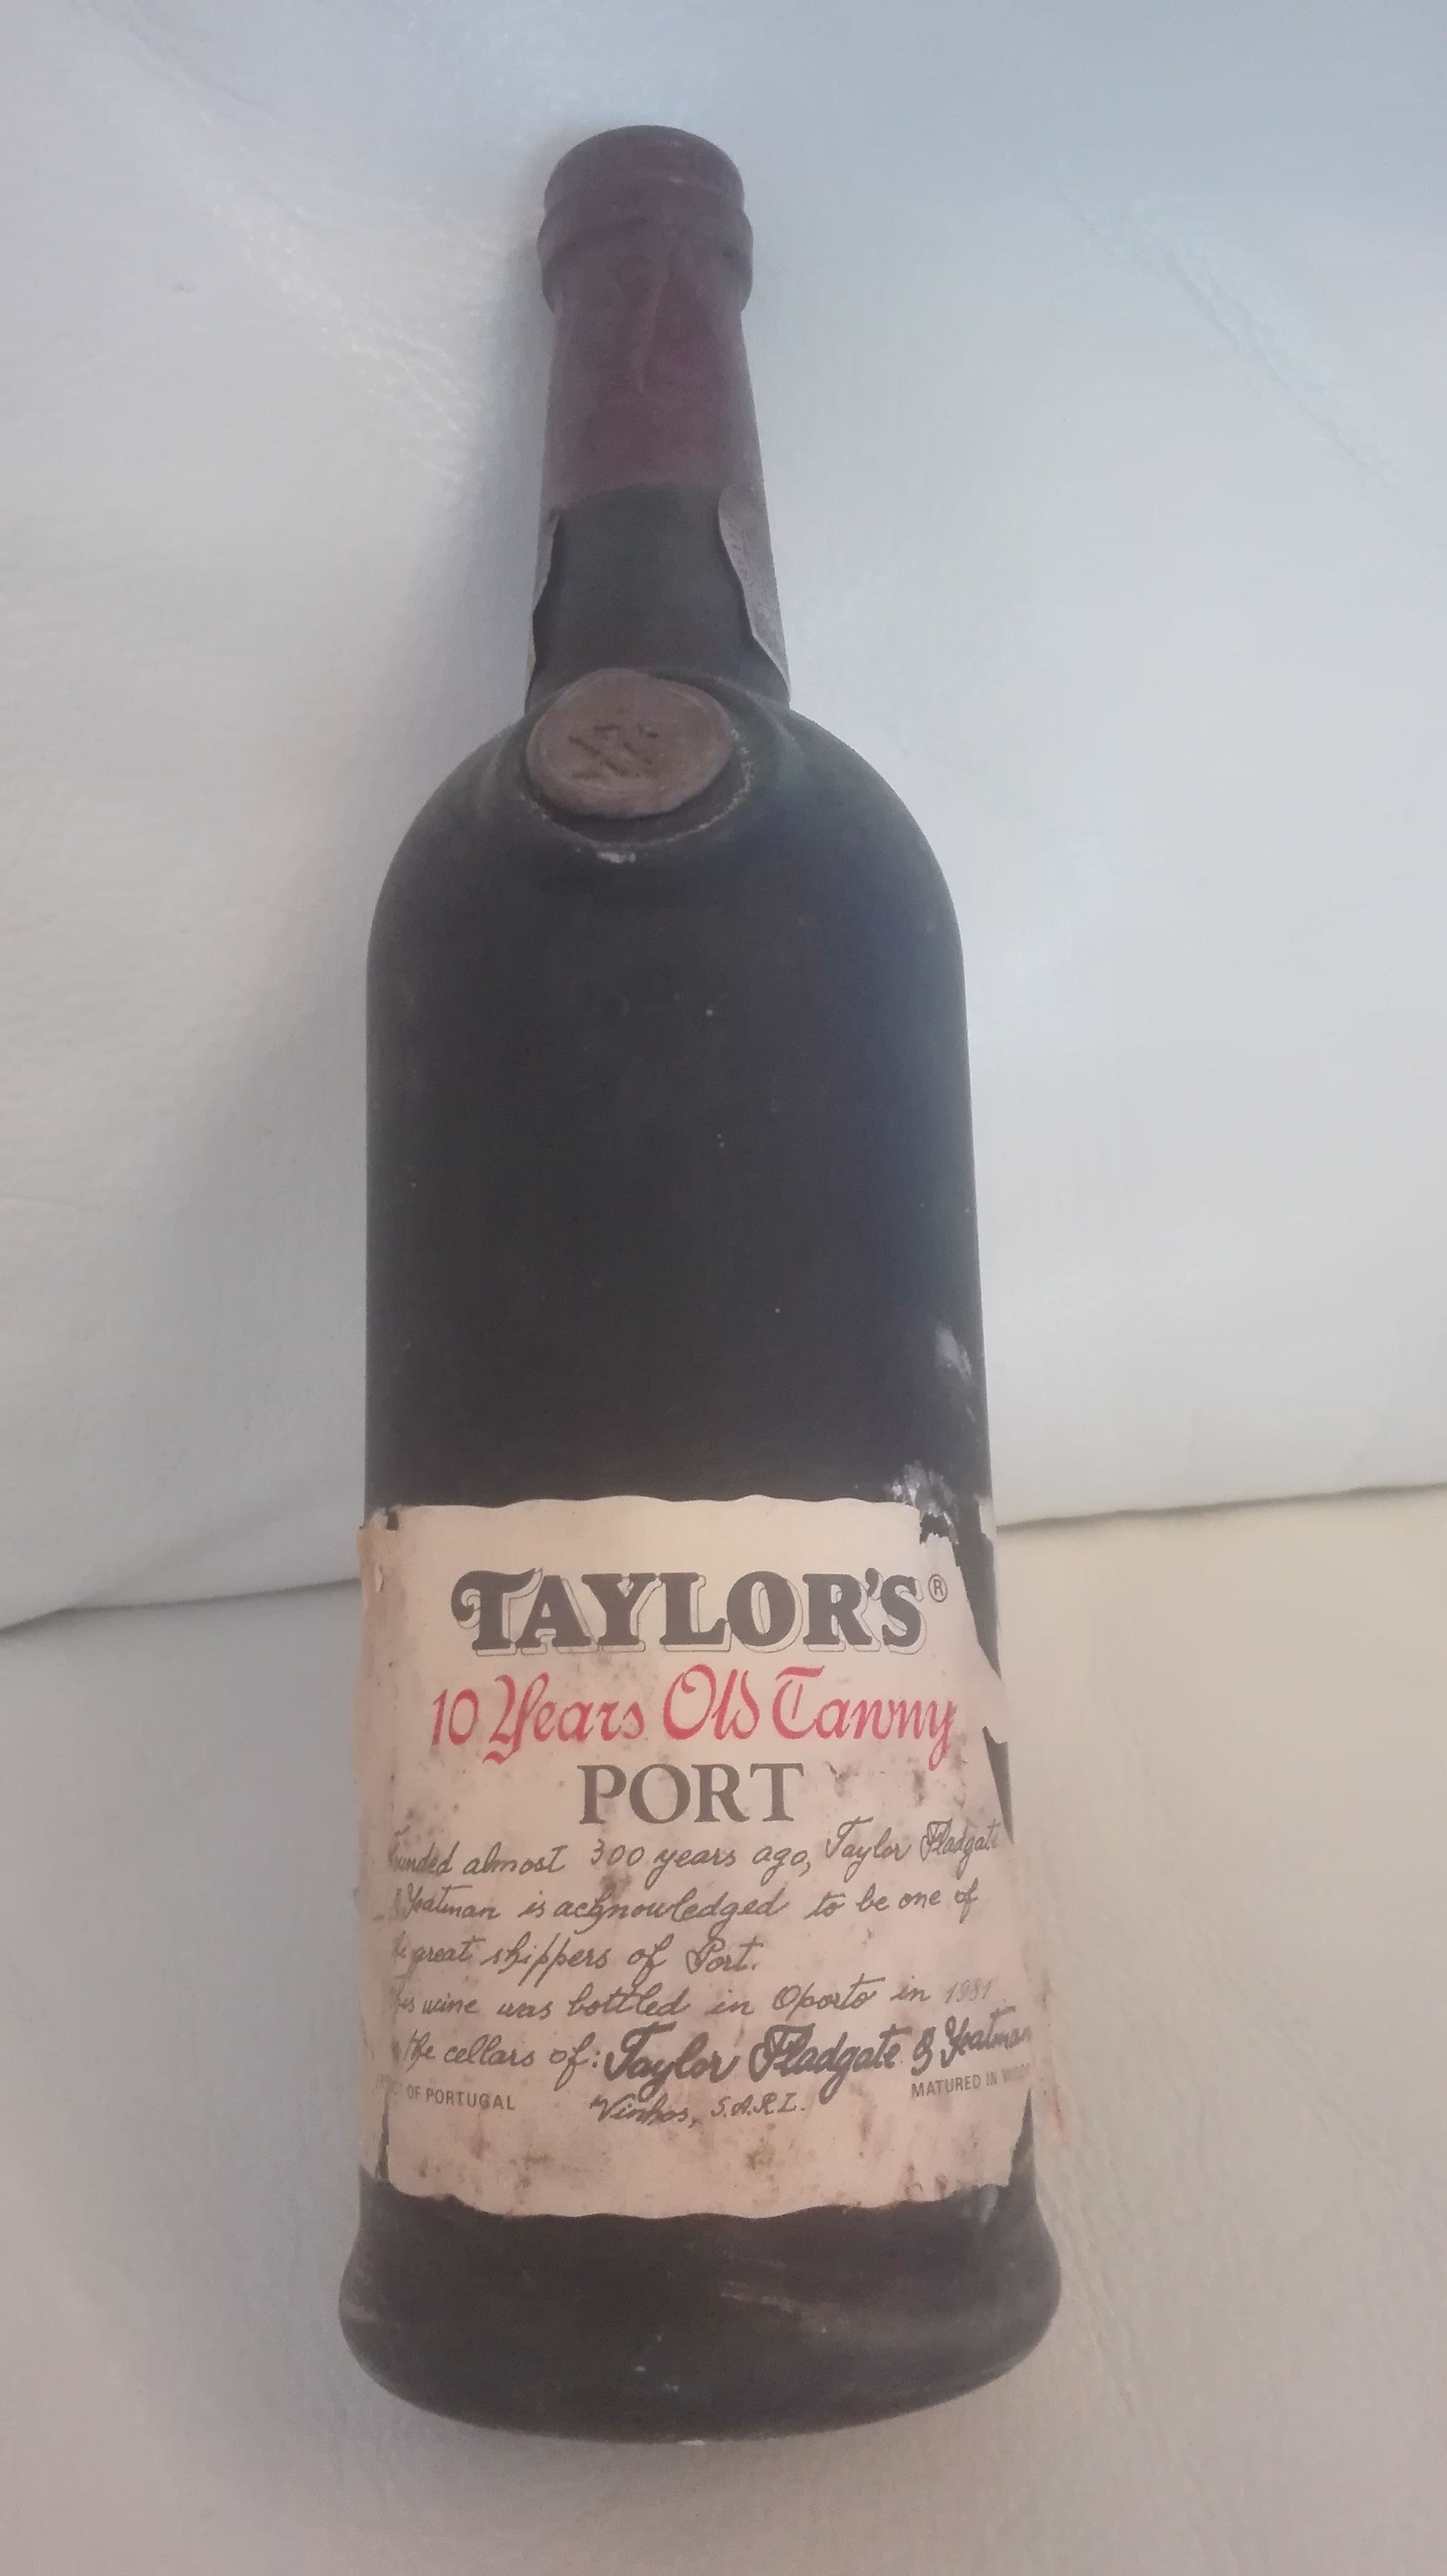 TAYLOR'S®
10 Years Old Tawny
PORT
almost 300 years ago, Taylor Fladgate
& Yeatman is acknowledged to be one of
great shippers of Port.
wine was bottled in Oporto in 1981
the cellars of: Taylor Fladgate & Yeatman
OF PORTUGAL
Vinhos, S.A.R.L.
MATURED IN